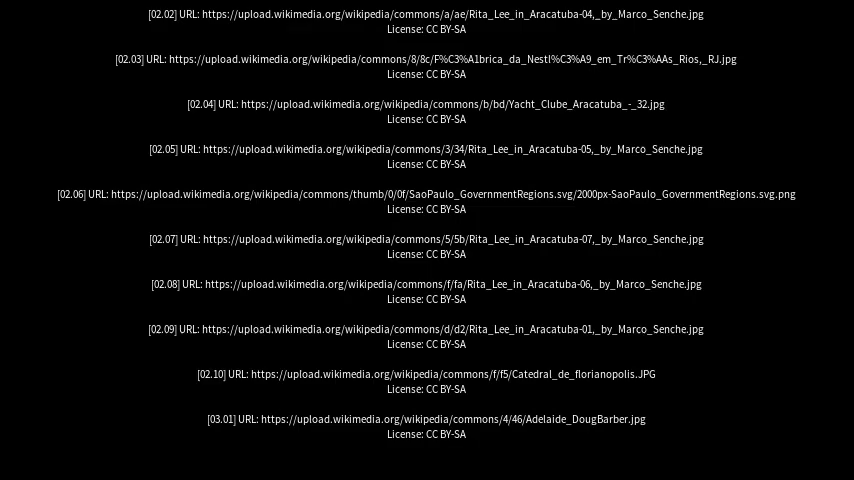 [02.02] URL: https://upload.wikimedia.org/wikipedia/commons/a/ae/Rita_Lee_in_Aracatuba-04,_by_Marco_Senche.jpg
License: CC BY-SA
[02.03] URL: https://upload.wikimedia.org/wikipedia/commons/8/8c/F%C3%A1brica_da_Nestl%C3%A9_em_Tr%C3%AAs_Rios,_RJ.jpg
License: CC BY-SA
[02.04] URL: https://upload.wikimedia.org/wikipedia/commons/b/bd/Yacht_Clube_Aracatuba_-_32.jpg
License: CC BY-SA
[02.05] URL: https://upload.wikimedia.org/wikipedia/commons/3/34/Rita_Lee_in_Aracatuba-05,_by_Marco_Senche.jpg
License: CC BY-SA
[02.06] URL: https://upload.wikimedia.org/wikipedia/commons/thumb/0/0f/SaoPaulo_GovernmentRegions.svg/2000px-SaoPaulo_GovernmentRegions.svg.png
License: CC BY-SA
[02.07] URL: https://upload.wikimedia.org/wikipedia/commons/5/5b/Rita_Lee_in_Aracatuba-07,_by_Marco_Senche.jpg
License: CC BY-SA
[02.08] URL: https://upload.wikimedia.org/wikipedia/commons/f/fa/Rita_Lee_in_Aracatuba-06,_by_Marco_Senche.jpg
License: CC BY-SA
[02.09] URL: https://upload.wikimedia.org/wikipedia/commons/d/d2/Rita_Lee_in_Aracatuba-01,_by_Marco_Senche.jpg
License: CC BY-SA
[02.10] URL: https://upload.wikimedia.org/wikipedia/commons/f/f5/Catedral_de_florianopolis.JPG
License: CC BY-SA
[03.01] URL: https://upload.wikimedia.org/wikipedia/commons/4/46/Adelaide_DougBarber.jpg
License: CC BY-SA